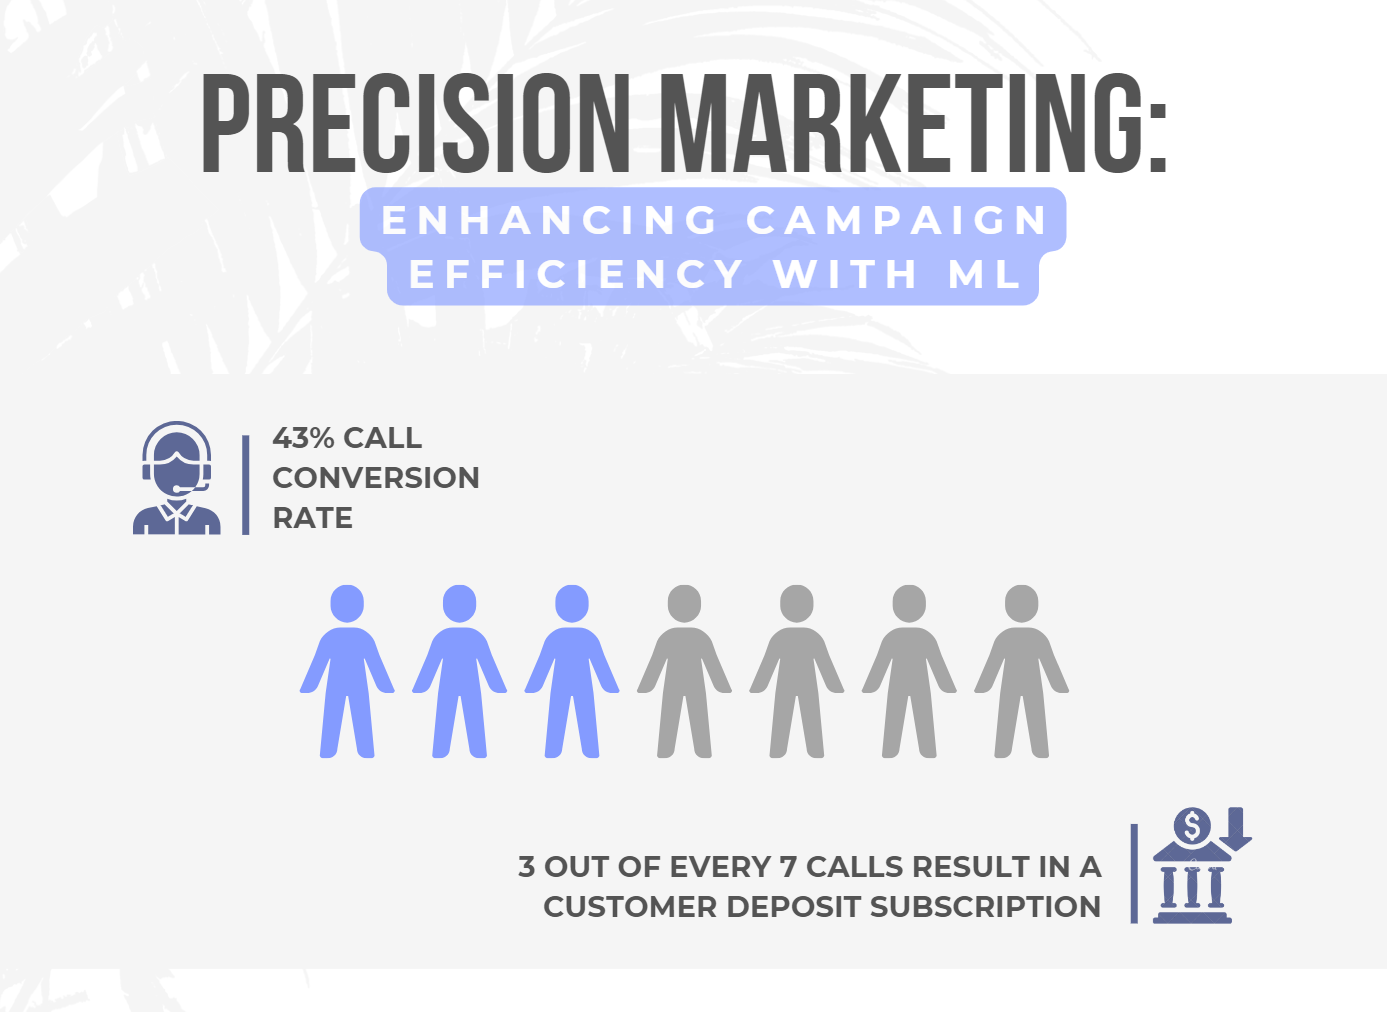 PRECISION MARKETING:
ENHANCING CAMPAIGN
EFFICIENCY WITH ML
43% CALL
CONVERSION
RATE
$
3 OUT OF EVERY 7 CALLS RESULT IN A
CUSTOMER DEPOSIT SUBSCRIPTION